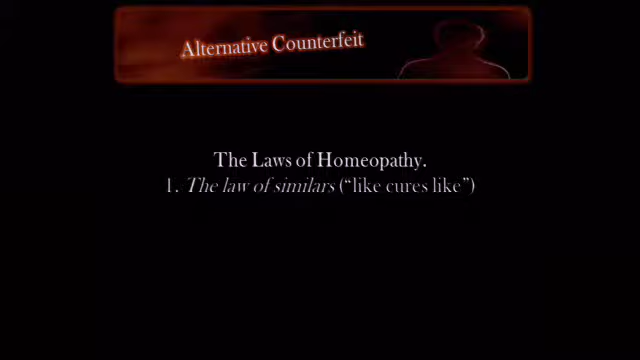 Alternative Counterfeit
The Laws of Homeopathy.
1. The law of similars (“like cures like”)